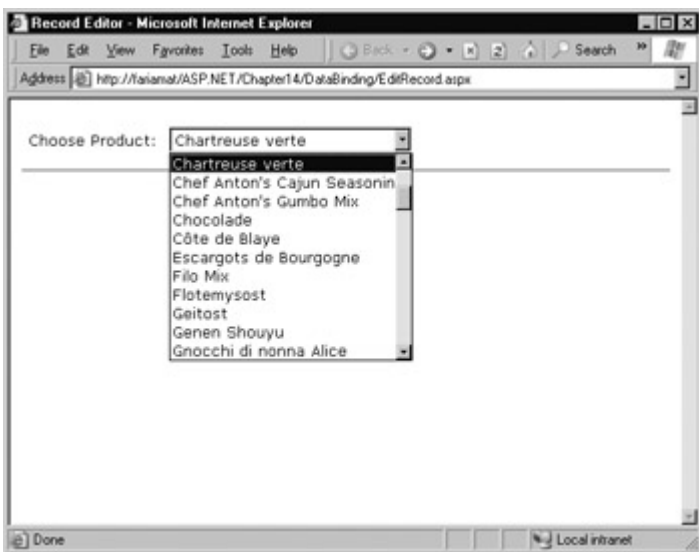 Record Editor - Microsoft Internet Explorer
File Edit View Favorites Tools Help Back Search »
Address http://fariamat/ASP.NET/Chapter14/DataBinding/EditRecord.aspx
Choose Product: Chartreuse verte
Chartreuse verte
Chef Anton's Cajun Seasonin
Chef Anton's Gumbo Mix
Chocolade
Côte de Blaye
Escargots de Bourgogne
Filo Mix
Flotemysost
Geitost
Genen Shouyu
Gnocchi di nonna Alice
Done Local intranet